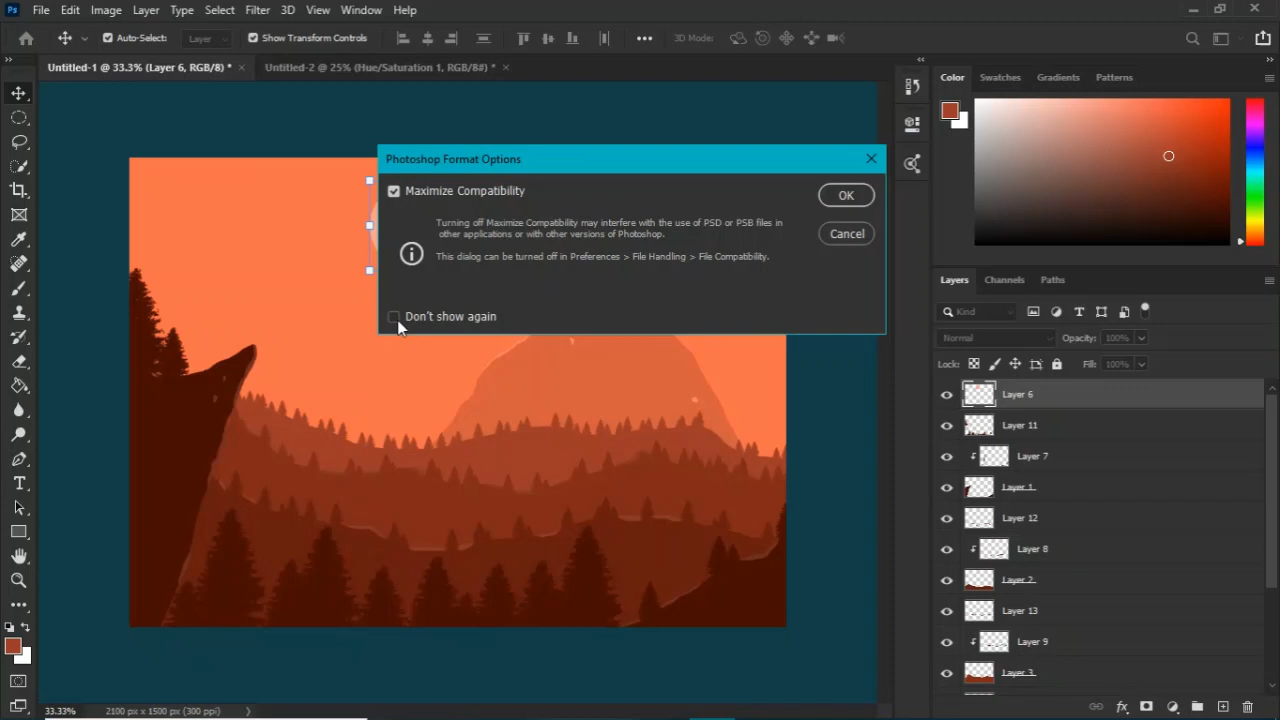 Ps File Edit Image Layer Type Select Filter 3D View Window Help
Auto-Select: Layer Show Transform Controls 3D Mode:
Untitled-1 @ 33.3% (Layer 6, RGB/8) * Untitled-2 @ 25% (Hue/Saturation 1, RGB/8#) *
Color Swatches Gradients Patterns
Photoshop Format Options
Maximize Compatibility
OK
Turning off Maximize Compatibility may interfere with the use of PSD or PSB files in
other applications or with other versions of Photoshop.
Cancel
This dialog can be turned off in Preferences > File Handling > File Compatibility.
Don't show again
Layers Channels Paths
Kind
Normal Opacity: 100%
Lock: Fill: 100%
Layer 6
Layer 11
Layer 7
Layer 1
Layer 12
Layer 8
Layer 2
Layer 13
Layer 9
Layer 3
33.33% 2100 px x 1500 px (300 ppi)